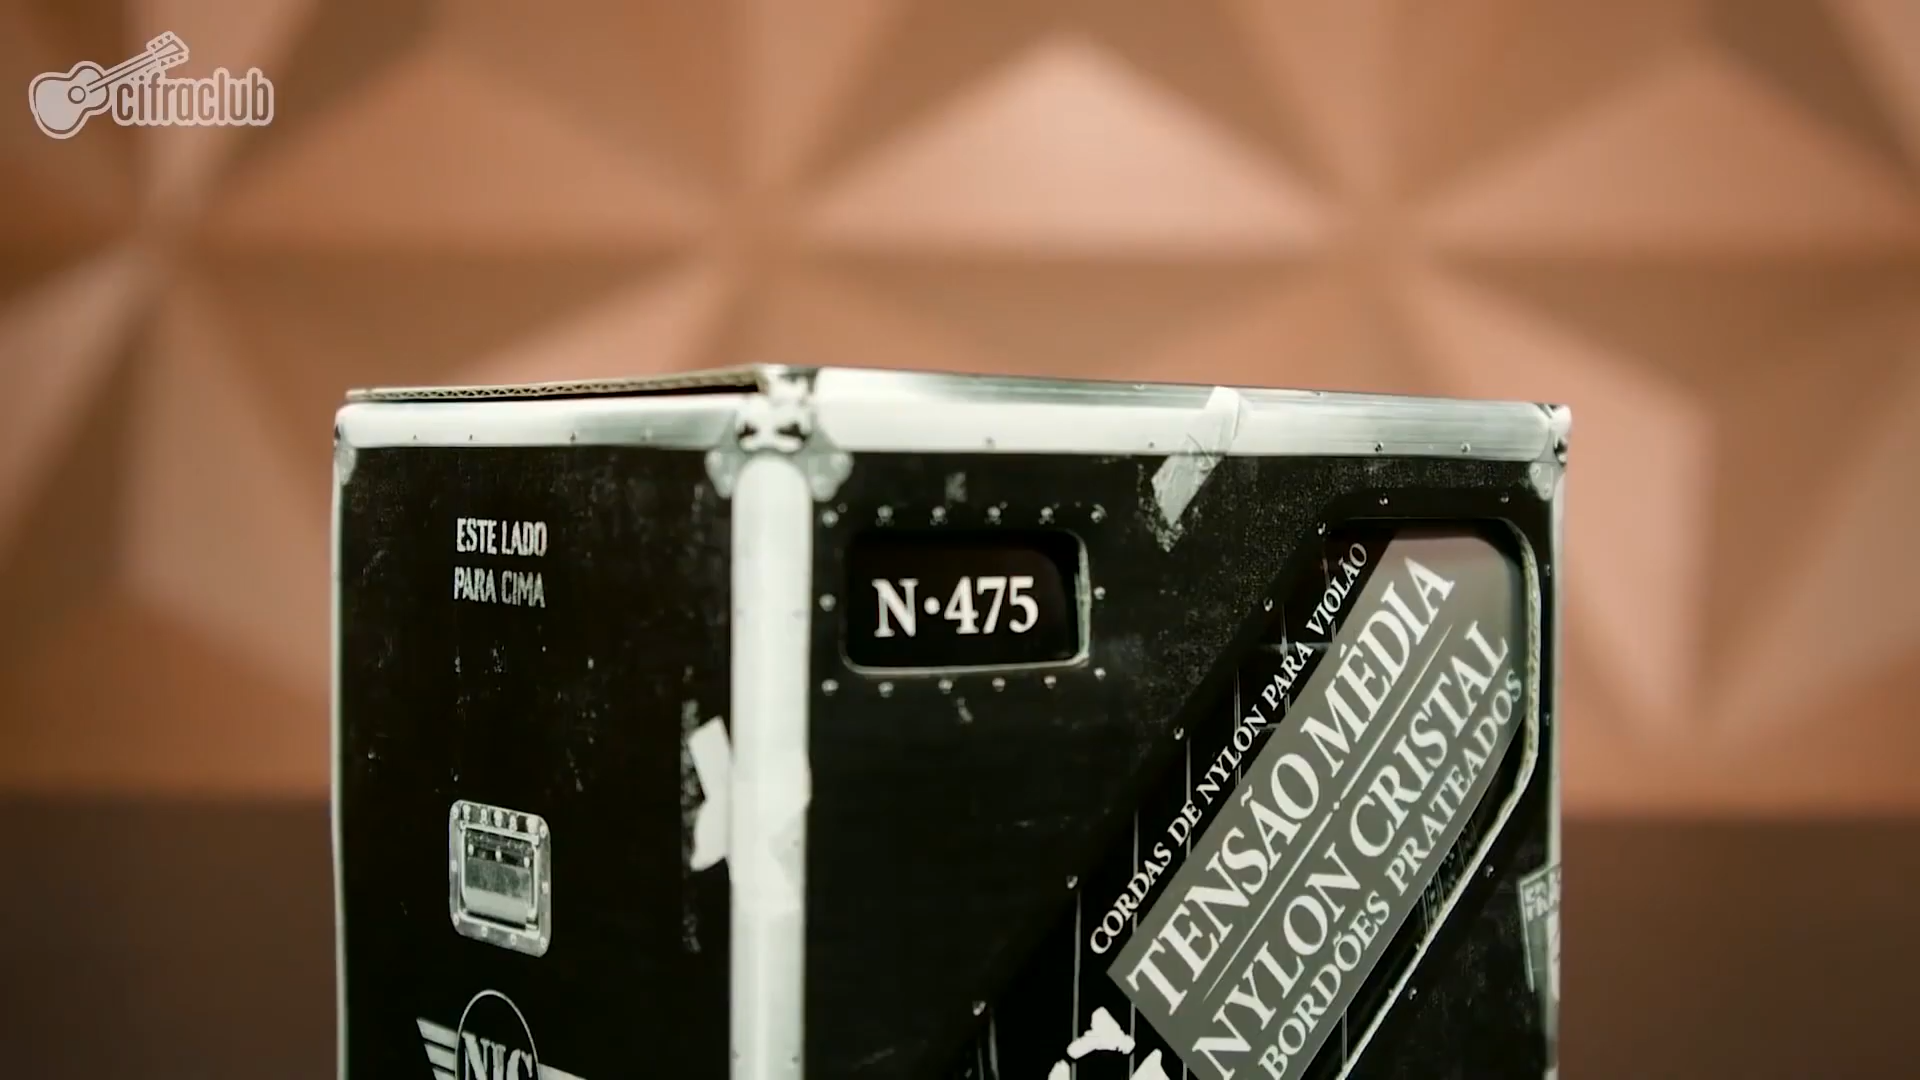 cifraclub
ESTE LADO
PARA CIMA
N·475
CORDAS DE NYLON PARA VIOLÃO
TENSÃO MÉDIA
NYLON CRISTAL
BORDÕES PRATEADOS